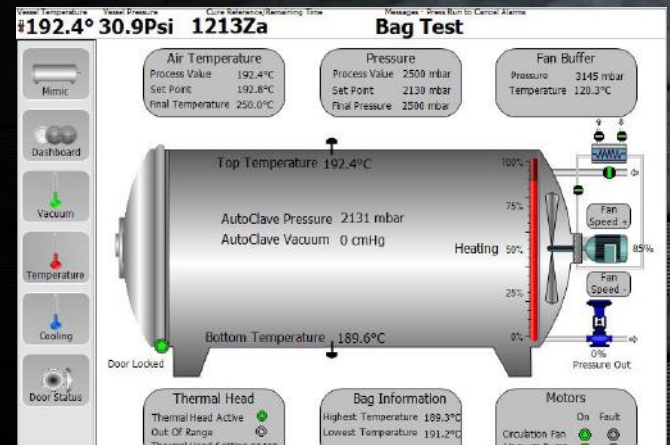 Vessel Temperature Vessel Pressure Cure Reference/Remaining Time Messages - Press Run to Cancel Alarms
192.4° 30.9Psi 1213Za Bag Test
Mimic
Dashboard
Vacuum
Temperature
Cooling
Door Status
Air Temperature
Process Value 192.4°C
Set Point 192.8°C
Final Temperature 250.0°C
Pressure
Process Value 2500 mbar
Set Point 2130 mbar
Final Pressure 2500 mbar
Fan Buffer
Pressure 3145 mbar
Temperature 120.3°C
Top Temperature 192.4°C
AutoClave Pressure 2131 mbar
AutoClave Vacuum 0 cmHg
Heating
100%
75%
50%
25%
0%
Fan
Speed +
85%
Fan
Speed -
0%
Pressure Out
Bottom Temperature 189.6°C
Door Locked
Thermal Head
Thermal Head Active
Out Of Range
Bag Information
Highest Temperature 189.3°C
Lowest Temperature 191.2°C
Motors
On Fault
Circulation Fan